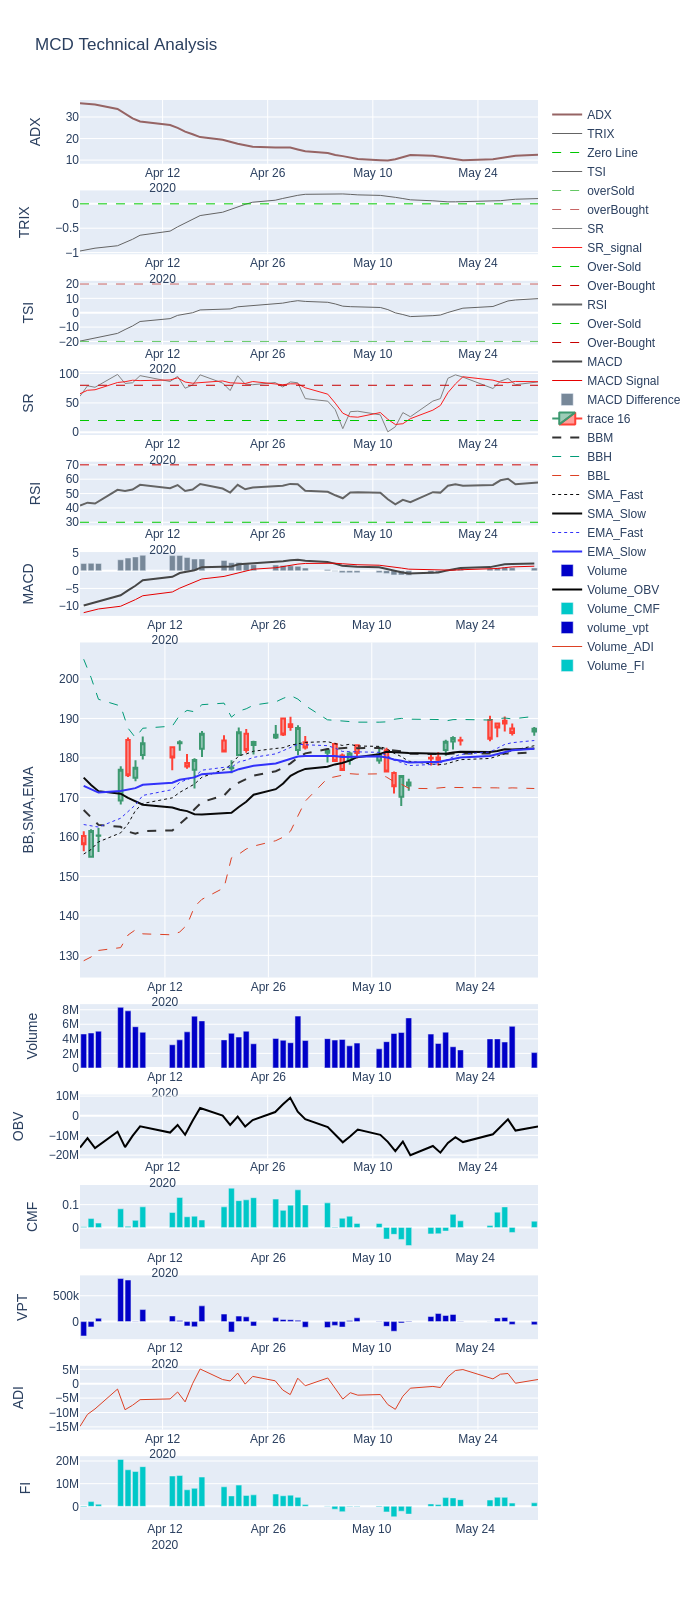 MCD Technical Analysis
ADX
30
20
10
Apr 12
2020
Apr 26
May 10
May 24
TRIX
0
−0.5
−1
Apr 12
2020
Apr 26
May 10
May 24
TSI
20
10
0
−10
−20
Apr 12
2020
Apr 26
May 10
May 24
SR
100
50
0
Apr 12
2020
Apr 26
May 10
May 24
RSI
70
60
50
40
30
Apr 12
2020
Apr 26
May 10
May 24
MACD
5
0
−5
−10
Apr 12
2020
Apr 26
May 10
May 24
BB,SMA,EMA
200
190
180
170
160
150
140
130
Apr 12
2020
Apr 26
May 10
May 24
Volume
8M
6M
4M
2M
0
Apr 12
2020
Apr 26
May 10
May 24
OBV
10M
0
−10M
−20M
Apr 12
2020
Apr 26
May 10
May 24
CMF
0.1
0
Apr 12
2020
Apr 26
May 10
May 24
VPT
500k
0
Apr 12
2020
Apr 26
May 10
May 24
ADI
5M
0
−5M
−10M
−15M
Apr 12
2020
Apr 26
May 10
May 24
FI
20M
10M
0
Apr 12
2020
Apr 26
May 10
May 24
ADX
TRIX
Zero Line
TSI
overSold
overBought
SR
SR_signal
Over-Sold
Over-Bought
RSI
Over-Sold
Over-Bought
MACD
MACD Signal
MACD Difference
trace 16
BBM
BBH
BBL
SMA_Fast
SMA_Slow
EMA_Fast
EMA_Slow
Volume
Volume_OBV
Volume_CMF
volume_vpt
Volume_ADI
Volume_FI